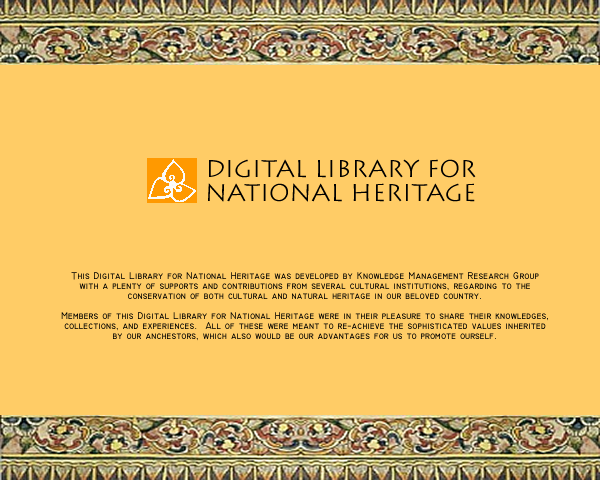 DIGITAL LIBRARY FOR
NATIONAL HERITAGE
This Digital Library for National Heritage was developed by Knowledge Management Research Group
with a plenty of supports and contributions from several cultural institutions, regarding to the
conservation of both cultural and natural heritage in our beloved country.
Members of this Digital Library for National Heritage were in their pleasure to share their knowledges,
collections, and experiences. All of these were meant to re-achieve the sophisticated values inherited
by our anchestors, which also would be our advantages for us to promote ourself.